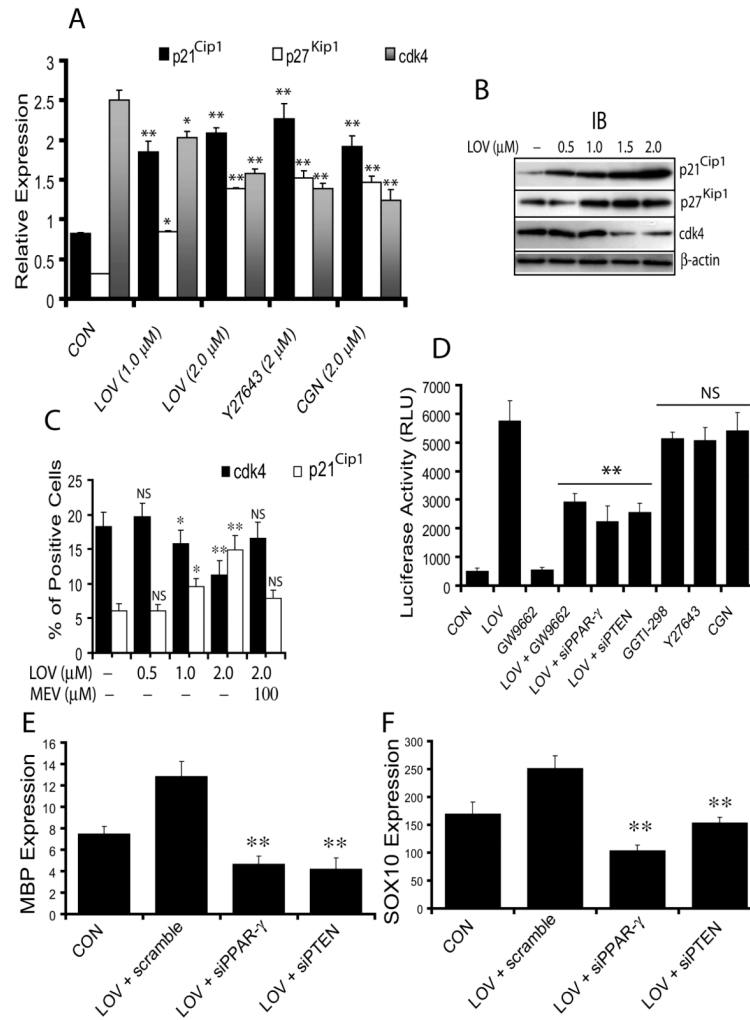 A
p21Cip1 p27Kip1 cdk4
Relative Expression
3
2.5
2
1.5
1
0.5
0
** * ** ** ** ** ** ** ** ** **
*
CON
LOV (1.0 µM)
LOV (2.0 µM)
Y27643 (2 µM)
CGN (2.0 µM)
B
IB
LOV (µM) – 0.5 1.0 1.5 2.0
p21Cip1
p27Kip1
cdk4
β-actin
C
cdk4 p21Cip1
% of Positive Cells
25
20
15
10
5
0
NS NS * * ** ** NS NS
LOV (µM) – 0.5 1.0 2.0 2.0
MEV (µM) – – – – 100
D
Luciferase Activity (RLU)
7000
6000
5000
4000
3000
2000
1000
0
NS
**
CON
LOV
GW9662
LOV + GW9662
LOV + siPPAR-γ
LOV + siPTEN
GGTI-298
Y27643
CGN
E
MBP Expression
16
14
12
10
8
6
4
2
0
** **
CON
LOV + scramble
LOV + siPPAR-γ
LOV + siPTEN
F
SOX10 Expression
300
250
200
150
100
50
0
** **
CON
LOV + scramble
LOV + siPPAR-γ
LOV + siPTEN